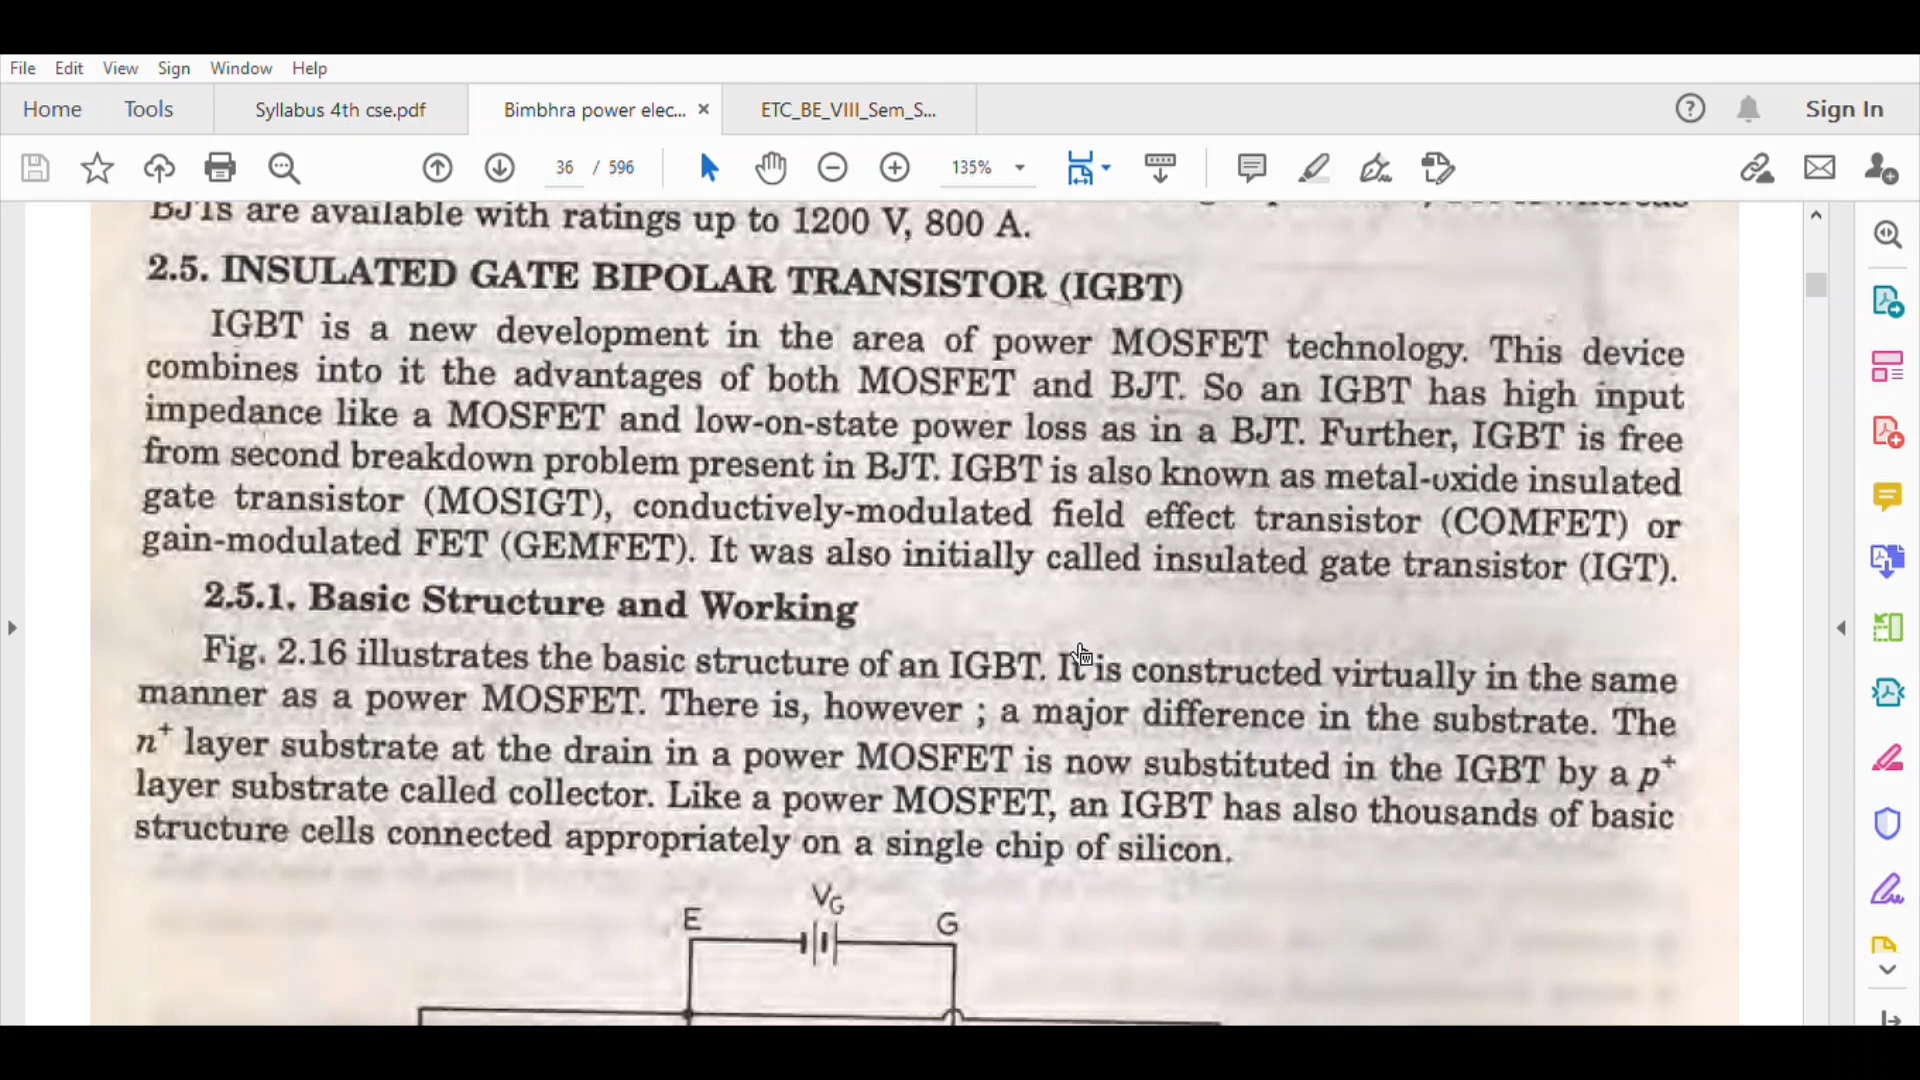 File Edit View Sign Window Help
Home Tools Syllabus 4th cse.pdf Bimbhra power elec... × ETC_BE_VIII_Sem_S... Sign In
36 / 596 135%
BJTs are available with ratings up to 1200 V, 800 A.
2.5. INSULATED GATE BIPOLAR TRANSISTOR (IGBT)
IGBT is a new development in the area of power MOSFET technology. This device
combines into it the advantages of both MOSFET and BJT. So an IGBT has high input
impedance like a MOSFET and low-on-state power loss as in a BJT. Further, IGBT is free
from second breakdown problem present in BJT. IGBT is also known as metal-oxide insulated
gate transistor (MOSIGT), conductively-modulated field effect transistor (COMFET) or
gain-modulated FET (GEMFET). It was also initially called insulated gate transistor (IGT).
2.5.1. Basic Structure and Working
Fig. 2.16 illustrates the basic structure of an IGBT. It is constructed virtually in the same
manner as a power MOSFET. There is, however ; a major difference in the substrate. The
n⁺ layer substrate at the drain in a power MOSFET is now substituted in the IGBT by a p⁺
layer substrate called collector. Like a power MOSFET, an IGBT has also thousands of basic
structure cells connected appropriately on a single chip of silicon.
E VG G